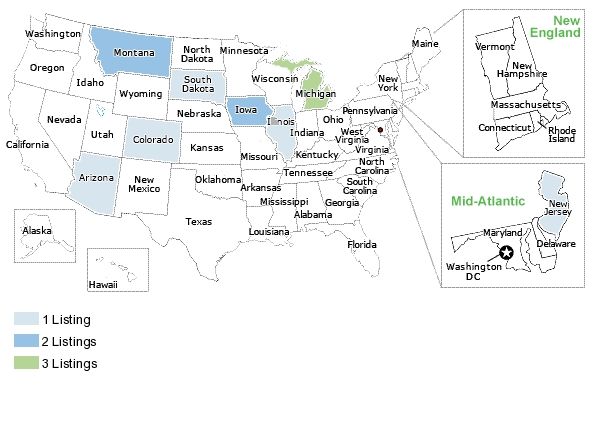 Washington
Oregon
California
Nevada
Idaho
Montana
Wyoming
Utah
Colorado
Arizona
New
Mexico
North
Dakota
South
Dakota
Nebraska
Kansas
Oklahoma
Texas
Minnesota
Iowa
Missouri
Arkansas
Louisiana
Wisconsin
Illinois
Michigan
Indiana
Ohio
Kentucky
Tennessee
Mississippi
Alabama
Georgia
Florida
South
Carolina
North
Carolina
Virginia
West
Virginia
Pennsylvania
New
York
Maine
Alaska
Hawaii
New
England
Vermont
New
Hampshire
Massachusetts
Connecticut
Rhode
Island
Mid-Atlantic
New
Jersey
Maryland
Delaware
Washington
DC
1 Listing
2 Listings
3 Listings